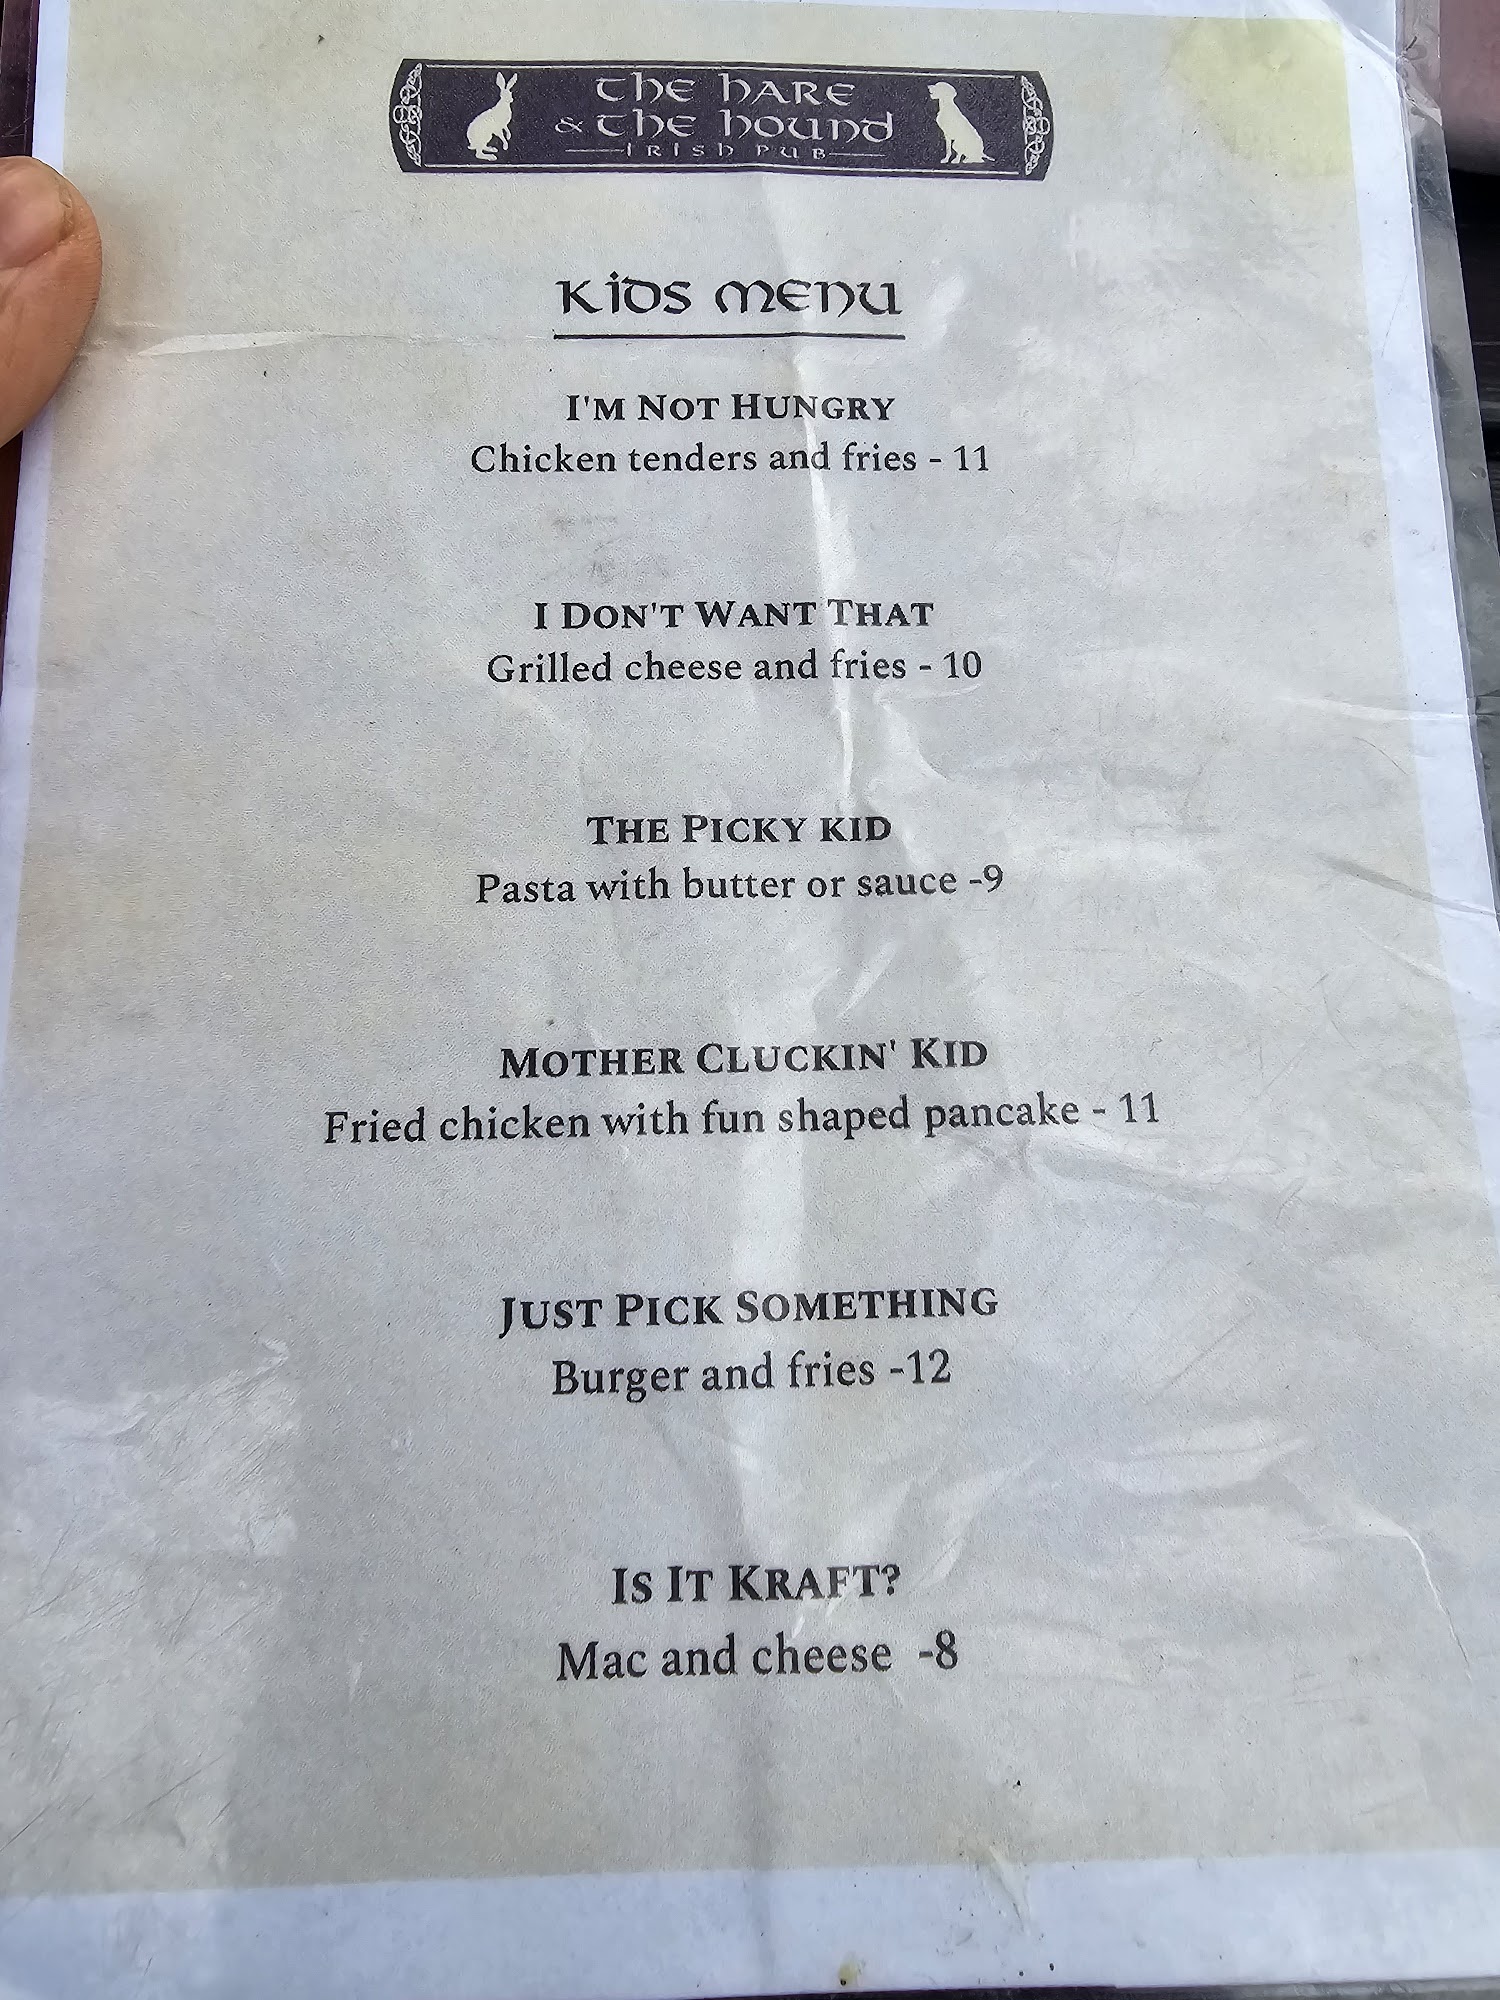 THE HARE
& THE HOUND
IRISH PUB
KIDS MENU
I'M NOT HUNGRY
Chicken tenders and fries - 11
I DON'T WANT THAT
Grilled cheese and fries - 10
THE PICKY KID
Pasta with butter or sauce -9
MOTHER CLUCKIN' KID
Fried chicken with fun shaped pancake - 11
JUST PICK SOMETHING
Burger and fries -12
IS IT KRAFT?
Mac and cheese -8